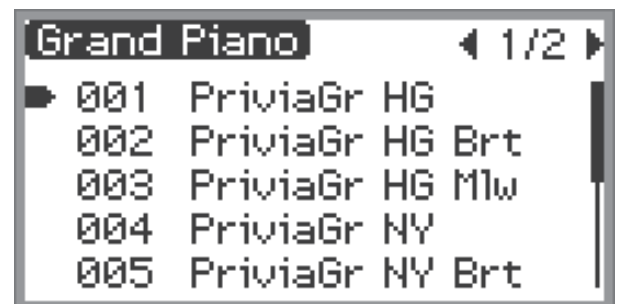 Grand Piano ◀ 1/2 ▶
001 PriviaGr HG
002 PriviaGr HG Brt
003 PriviaGr HG Mlw
004 PriviaGr NY
005 PriviaGr NY Brt